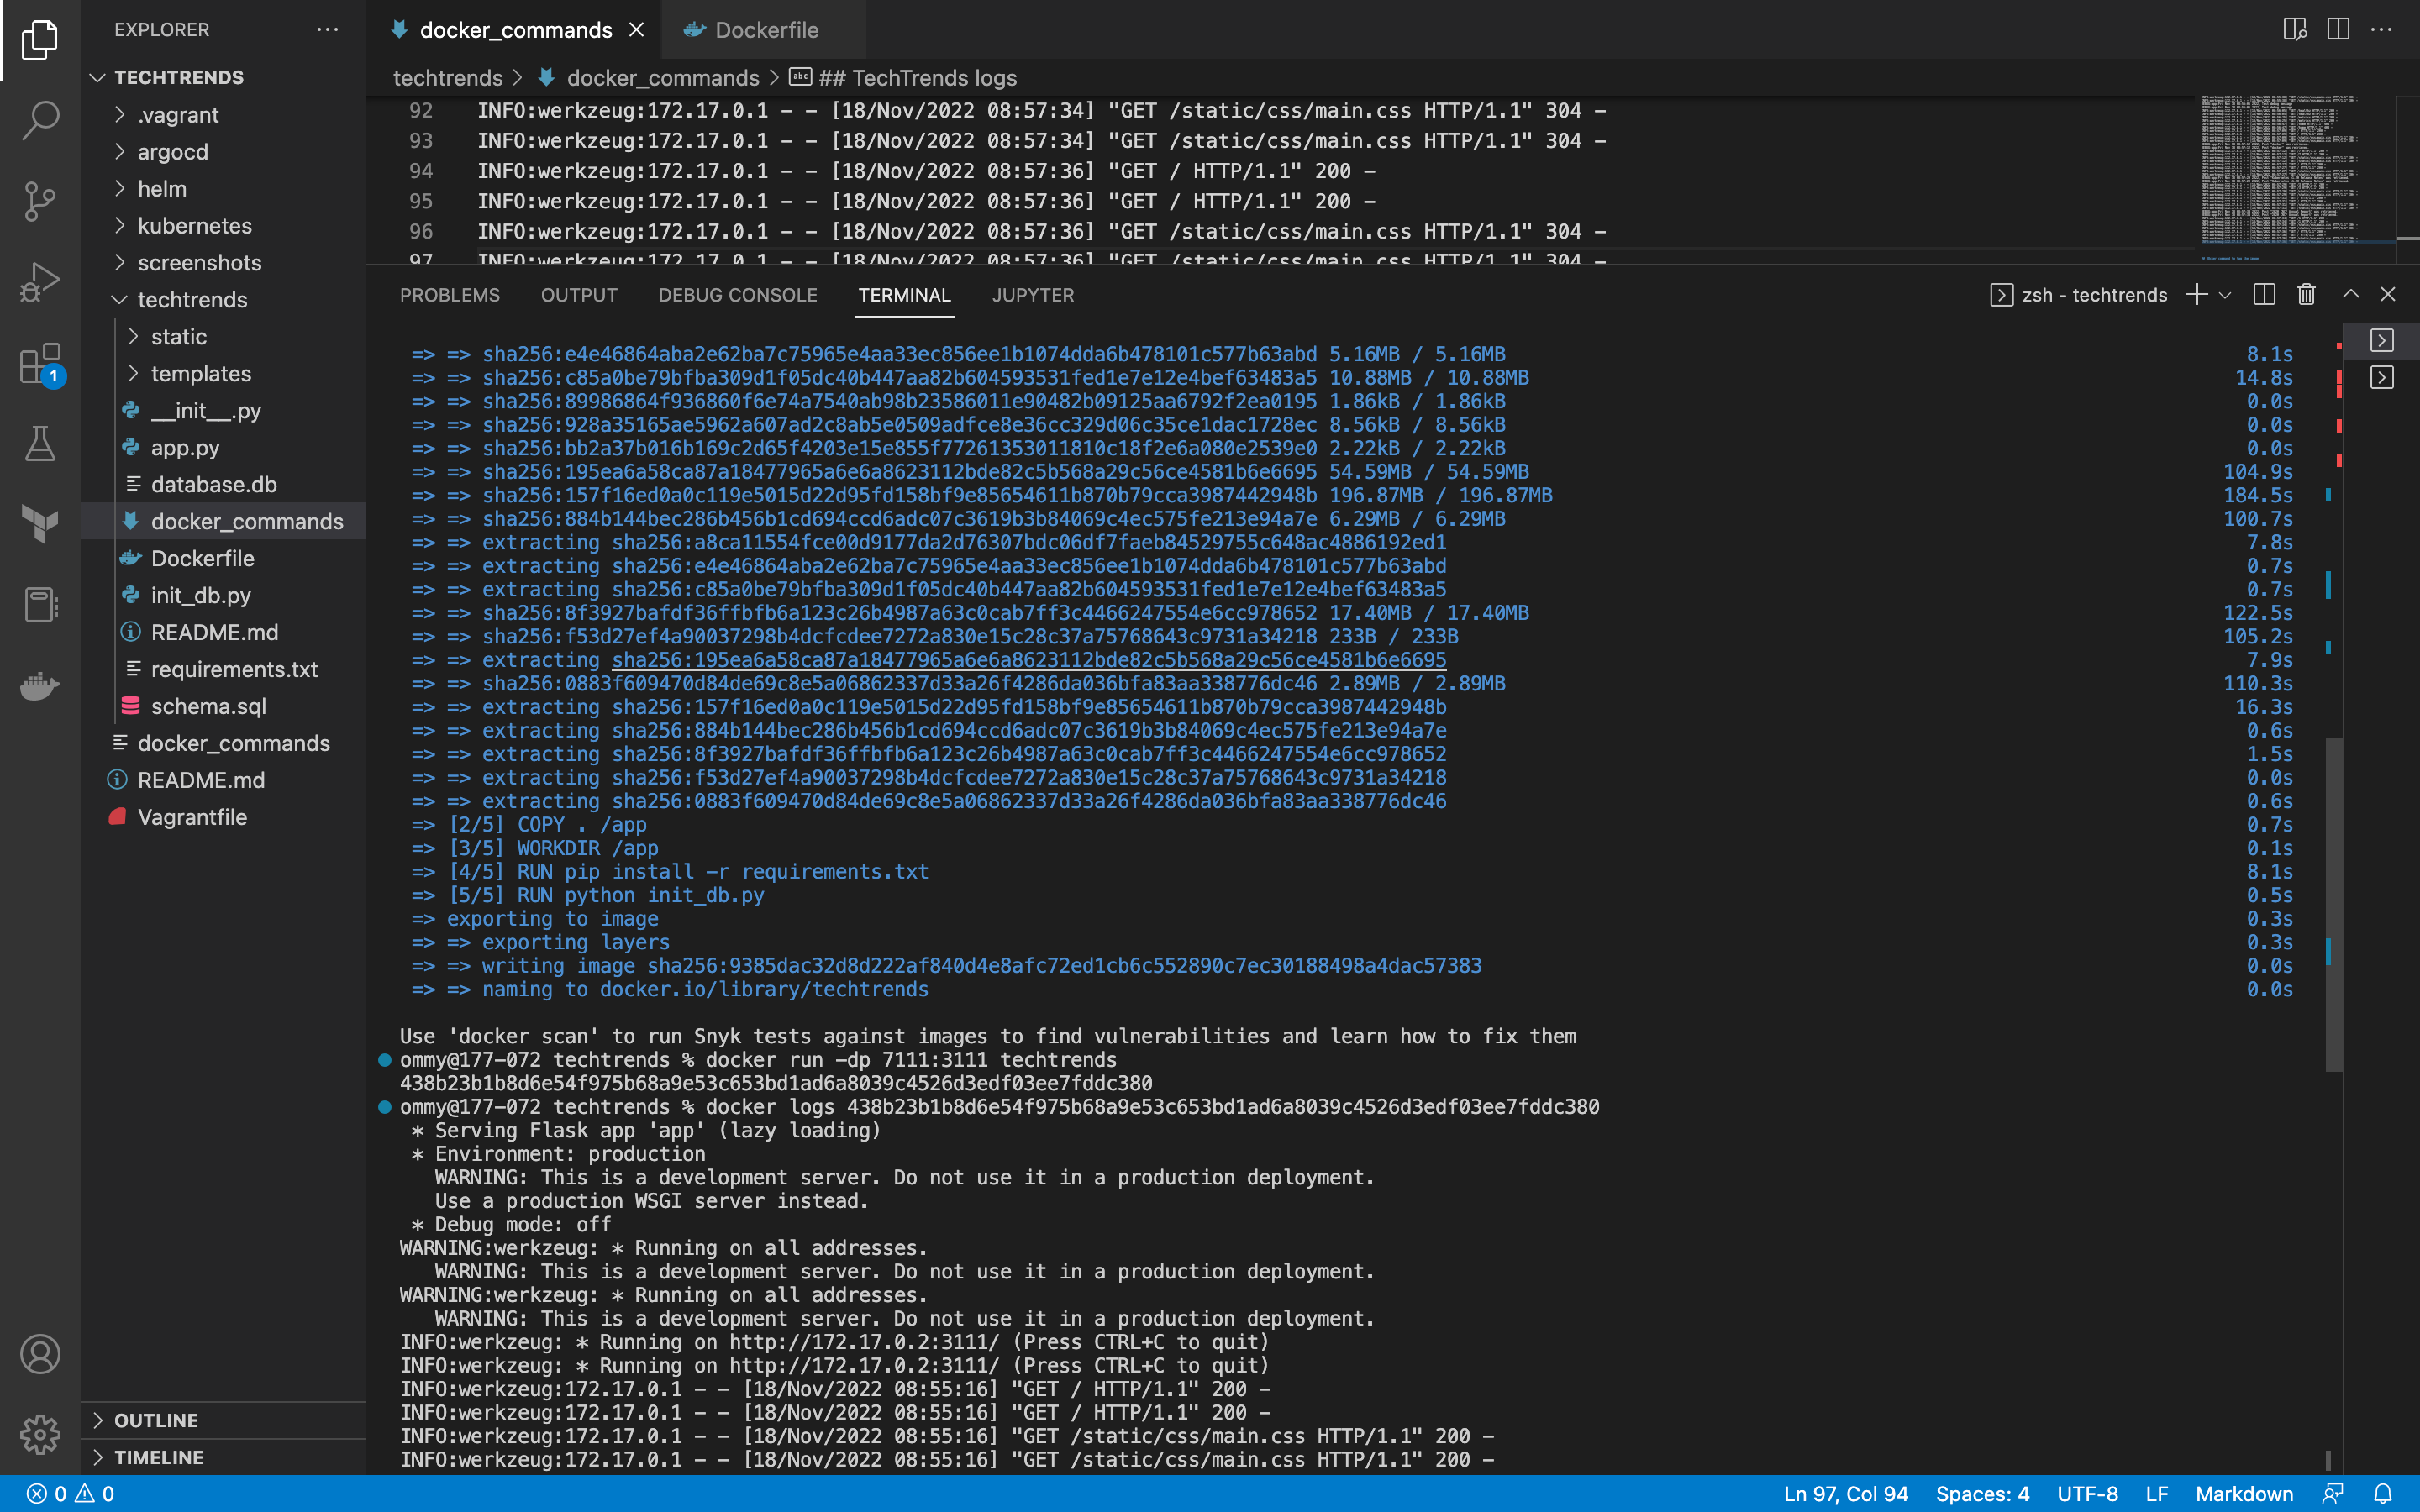 EXPLORER
TECHTRENDS
.vagrant
argocd
helm
kubernetes
screenshots
techtrends
static
templates
__init__.py
app.py
database.db
docker_commands
Dockerfile
init_db.py
README.md
requirements.txt
schema.sql
docker_commands
README.md
Vagrantfile
OUTLINE
TIMELINE
1
docker_commands
Dockerfile
techtrends > docker_commands > abc ## TechTrends logs
92 INFO:werkzeug:172.17.0.1 - - [18/Nov/2022 08:57:34] "GET /static/css/main.css HTTP/1.1" 304 -
93 INFO:werkzeug:172.17.0.1 - - [18/Nov/2022 08:57:34] "GET /static/css/main.css HTTP/1.1" 304 -
94 INFO:werkzeug:172.17.0.1 - - [18/Nov/2022 08:57:36] "GET / HTTP/1.1" 200 -
95 INFO:werkzeug:172.17.0.1 - - [18/Nov/2022 08:57:36] "GET / HTTP/1.1" 200 -
96 INFO:werkzeug:172.17.0.1 - - [18/Nov/2022 08:57:36] "GET /static/css/main.css HTTP/1.1" 304 -
97 INFO:werkzeug:172.17.0.1 - - [18/Nov/2022 08:57:36] "GET /static/css/main.css HTTP/1.1" 304 -
PROBLEMS OUTPUT DEBUG CONSOLE TERMINAL JUPYTER
zsh - techtrends
=> => sha256:e4e46864aba2e62ba7c75965e4aa33ec856ee1b1074dda6b478101c577b63abd 5.16MB / 5.16MB 8.1s
=> => sha256:c85a0be79bfba309d1f05dc40b447aa82b604593531fed1e7e12e4bef63483a5 10.88MB / 10.88MB 14.8s
=> => sha256:89986864f936860f6e74a7540ab98b23586011e90482b09125aa6792f2ea0195 1.86kB / 1.86kB 0.0s
=> => sha256:928a35165ae5962a607ad2c8ab5e0509adfce8e36cc329d06c35ce1dac1728ec 8.56kB / 8.56kB 0.0s
=> => sha256:bb2a37b016b169c2d65f4203e15e855f77261353011810c18f2e6a080e2539e0 2.22kB / 2.22kB 0.0s
=> => sha256:195ea6a58ca87a18477965a6e6a8623112bde82c5b568a29c56ce4581b6e6695 54.59MB / 54.59MB 104.9s
=> => sha256:157f16ed0a0c119e5015d22d95fd158bf9e85654611b870b79cca3987442948b 196.87MB / 196.87MB 184.5s
=> => sha256:884b144bec286b456b1cd694ccd6adc07c3619b3b84069c4ec575fe213e94a7e 6.29MB / 6.29MB 100.7s
=> => extracting sha256:a8ca11554fce00d9177da2d76307bdc06df7faeb84529755c648ac4886192ed1 7.8s
=> => extracting sha256:e4e46864aba2e62ba7c75965e4aa33ec856ee1b1074dda6b478101c577b63abd 0.7s
=> => extracting sha256:c85a0be79bfba309d1f05dc40b447aa82b604593531fed1e7e12e4bef63483a5 0.7s
=> => sha256:8f3927bafdf36ffbfb6a123c26b4987a63c0cab7ff3c4466247554e6cc978652 17.40MB / 17.40MB 122.5s
=> => sha256:f53d27ef4a90037298b4dcfcdee7272a830e15c28c37a75768643c9731a34218 233B / 233B 105.2s
=> => extracting sha256:195ea6a58ca87a18477965a6e6a8623112bde82c5b568a29c56ce4581b6e6695 7.9s
=> => sha256:0883f609470d84de69c8e5a06862337d33a26f4286da036bfa83aa338776dc46 2.89MB / 2.89MB 110.3s
=> => extracting sha256:157f16ed0a0c119e5015d22d95fd158bf9e85654611b870b79cca3987442948b 16.3s
=> => extracting sha256:884b144bec286b456b1cd694ccd6adc07c3619b3b84069c4ec575fe213e94a7e 0.6s
=> => extracting sha256:8f3927bafdf36ffbfb6a123c26b4987a63c0cab7ff3c4466247554e6cc978652 1.5s
=> => extracting sha256:f53d27ef4a90037298b4dcfcdee7272a830e15c28c37a75768643c9731a34218 0.0s
=> => extracting sha256:0883f609470d84de69c8e5a06862337d33a26f4286da036bfa83aa338776dc46 0.6s
=> [2/5] COPY . /app 0.7s
=> [3/5] WORKDIR /app 0.1s
=> [4/5] RUN pip install -r requirements.txt 8.1s
=> [5/5] RUN python init_db.py 0.5s
=> exporting to image 0.3s
=> => exporting layers 0.3s
=> => writing image sha256:9385dac32d8d222af840d4e8afc72ed1cb6c552890c7ec30188498a4dac57383 0.0s
=> => naming to docker.io/library/techtrends 0.0s
Use 'docker scan' to run Snyk tests against images to find vulnerabilities and learn how to fix them
ommy@177-072 techtrends % docker run -dp 7111:3111 techtrends
438b23b1b8d6e54f975b68a9e53c653bd1ad6a8039c4526d3edf03ee7fddc380
ommy@177-072 techtrends % docker logs 438b23b1b8d6e54f975b68a9e53c653bd1ad6a8039c4526d3edf03ee7fddc380
* Serving Flask app 'app' (lazy loading)
* Environment: production
WARNING: This is a development server. Do not use it in a production deployment.
Use a production WSGI server instead.
* Debug mode: off
WARNING:werkzeug: * Running on all addresses.
WARNING: This is a development server. Do not use it in a production deployment.
WARNING:werkzeug: * Running on all addresses.
WARNING: This is a development server. Do not use it in a production deployment.
INFO:werkzeug: * Running on http://172.17.0.2:3111/ (Press CTRL+C to quit)
INFO:werkzeug: * Running on http://172.17.0.2:3111/ (Press CTRL+C to quit)
INFO:werkzeug:172.17.0.1 - - [18/Nov/2022 08:55:16] "GET / HTTP/1.1" 200 -
INFO:werkzeug:172.17.0.1 - - [18/Nov/2022 08:55:16] "GET / HTTP/1.1" 200 -
INFO:werkzeug:172.17.0.1 - - [18/Nov/2022 08:55:16] "GET /static/css/main.css HTTP/1.1" 200 -
INFO:werkzeug:172.17.0.1 - - [18/Nov/2022 08:55:16] "GET /static/css/main.css HTTP/1.1" 200 -
0 0
Ln 97, Col 94 Spaces: 4 UTF-8 LF Markdown